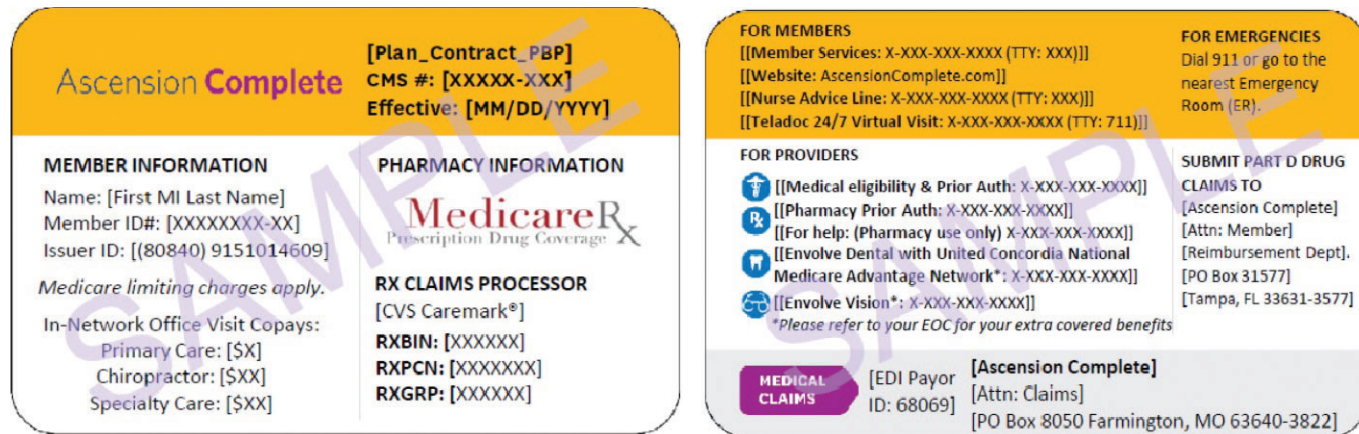 Ascension Complete
[Plan_Contract_PBP]
CMS #: [XXXXX-XXX]
Effective: [MM/DD/YYYY]
MEMBER INFORMATION
Name: [First MI Last Name]
Member ID#: [XXXXXXXX-XX]
Issuer ID: [(80840) 9151014609]
Medicare limiting charges apply.
In-Network Office Visit Copays:
Primary Care: [$X]
Chiropractor: [$XX]
Specialty Care: [$XX]
PHARMACY INFORMATION
MedicareRx
Prescription Drug Coverage
RX CLAIMS PROCESSOR
[CVS Caremark®]
RXBIN: [XXXXXX]
RXPCN: [XXXXXXX]
RXGRP: [XXXXXX]
SAMPLE
FOR MEMBERS
[[Member Services: X-XXX-XXX-XXXX (TTY: XXX)]]
[[Website: AscensionComplete.com]]
[[Nurse Advice Line: X-XXX-XXX-XXXX (TTY: XXX)]]
[[Teladoc 24/7 Virtual Visit: X-XXX-XXX-XXXX (TTY: 711)]]
FOR EMERGENCIES
Dial 911 or go to the
nearest Emergency
Room (ER).
FOR PROVIDERS
[[Medical eligibility & Prior Auth: X-XXX-XXX-XXXX]]
Rx [[Pharmacy Prior Auth: X-XXX-XXX-XXXX]]
[[For help: (Pharmacy use only) X-XXX-XXX-XXXX]]
[[Envolve Dental with United Concordia National
Medicare Advantage Network*: X-XXX-XXX-XXXX]]
[[Envolve Vision*: X-XXX-XXX-XXXX]]
*Please refer to your EOC for your extra covered benefits
SUBMIT PART D DRUG
CLAIMS TO
[Ascension Complete]
[Attn: Member]
[Reimbursement Dept].
[PO Box 31577]
[Tampa, FL 33631-3577]
MEDICAL
CLAIMS
[EDI Payor
ID: 68069]
[Ascension Complete]
[Attn: Claims]
[PO Box 8050 Farmington, MO 63640-3822]
SAMPLE